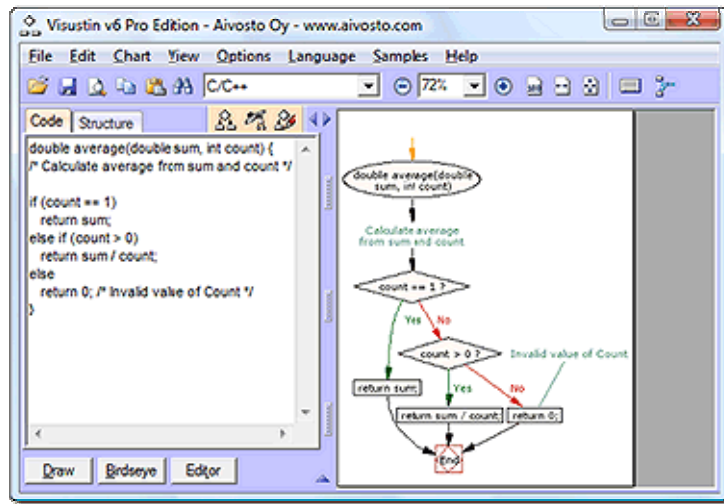 Visustin v6 Pro Edition - Aivosto Oy - www.aivosto.com
File Edit Chart View Options Language Samples Help
C/C++ 72%
Code Structure
double average(double sum, int count) {
/* Calculate average from sum and count */
if (count == 1)
return sum;
else if (count > 0)
return sum / count;
else
return 0; /* Invalid value of Count */
}
Draw Birdseye Editor
double average(double
sum, int count)
Calculate average
from sum and count
count == 1 ?
Yes No
count > 0 ? Invalid value of Count
return sum; Yes No
return sum / count; return 0;
End